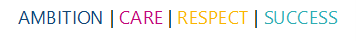 AMBITION | CARE | RESPECT | SUCCESS